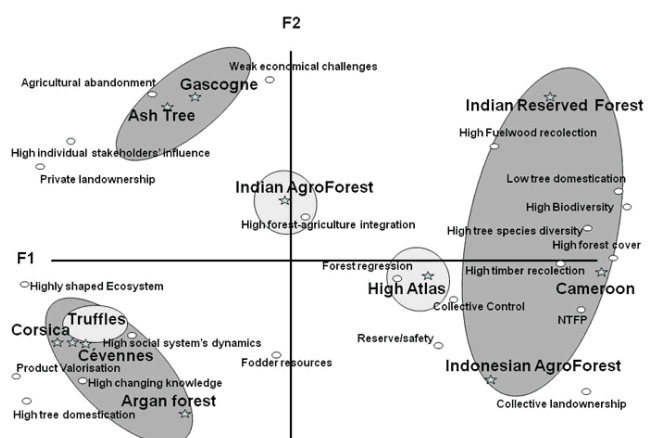 F2
Weak economical challenges
Agricultural abandonment
Gascogne
Ash Tree
Indian Reserved Forest
High Fuelwood recolection
High individual stakeholders' influence
Private landownership
Indian AgroForest
Low tree domestication
High Biodiversity
High forest-agriculture integration
High tree species diversity
High forest cover
F1
Forest regression
High timber recolection
Highly shaped Ecosystem
High Atlas
Cameroon
Collective Control
NTFP
Truffles
Corsica
High social system's dynamics
Reserve/safety
Cévennes
Product Valorisation
Fodder resources
Indonesian AgroForest
High changing knowledge
Argan forest
Collective landownership
High tree domestication